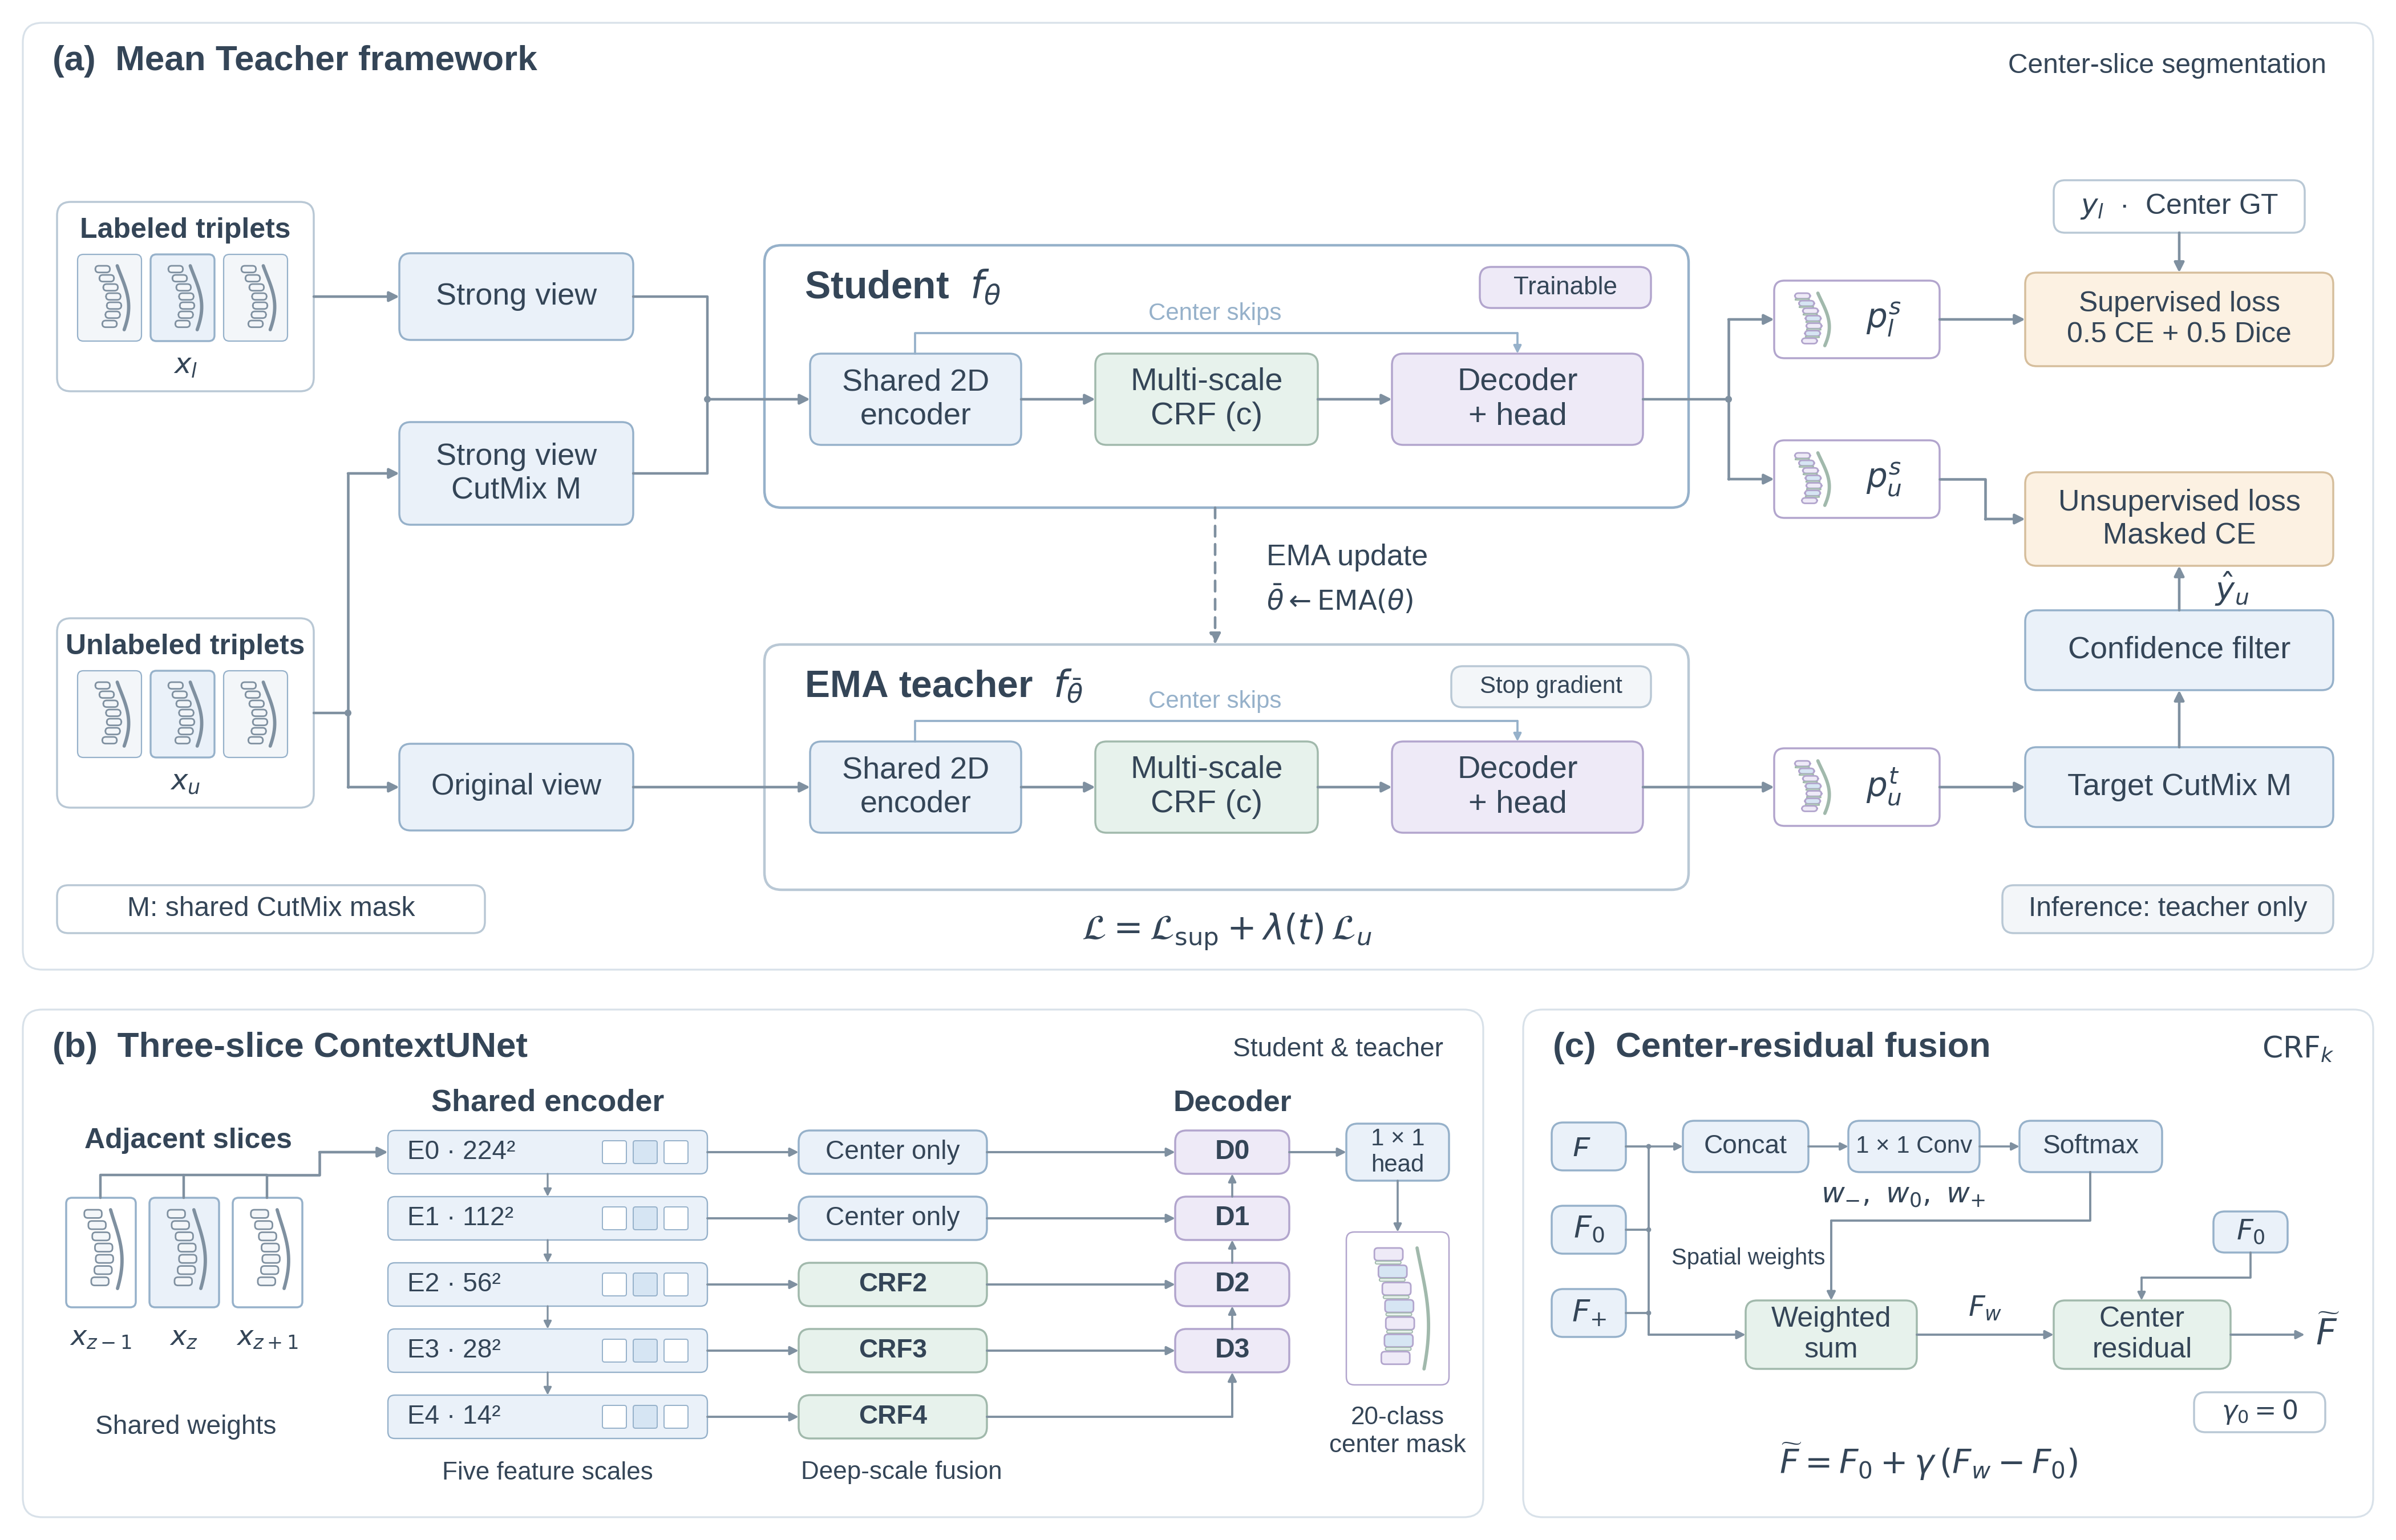 (a) Mean Teacher framework
Center-slice segmentation
Labeled triplets
x_l
Strong view
Strong view
CutMix M
Unlabeled triplets
x_u
Original view
Student f_θ
Trainable
Center skips
Shared 2D
encoder
Multi-scale
CRF (c)
Decoder
+ head
EMA update
θ̄ ← EMA(θ)
EMA teacher f_θ̄
Stop gradient
Center skips
Shared 2D
encoder
Multi-scale
CRF (c)
Decoder
+ head
p_l^s
p_u^s
p_u^t
y_l · Center GT
Supervised loss
0.5 CE + 0.5 Dice
Unsupervised loss
Masked CE
ŷ_u
Confidence filter
Target CutMix M
M: shared CutMix mask
ℒ = ℒ_sup + λ(t) ℒ_u
Inference: teacher only
(b) Three-slice ContextUNet
Student & teacher
Adjacent slices
x_{z−1} x_z x_{z+1}
Shared weights
Shared encoder
E0 · 224²
E1 · 112²
E2 · 56²
E3 · 28²
E4 · 14²
Five feature scales
Center only
Center only
CRF2
CRF3
CRF4
Deep-scale fusion
Decoder
D0
D1
D2
D3
1 × 1
head
20-class
center mask
(c) Center-residual fusion
CRF_k
F
F_0
F_+
Concat
1 × 1 Conv
Softmax
w_−, w_0, w_+
Spatial weights
F_0
Weighted
sum
F_w
Center
residual
F̃
γ_0 = 0
F̃ = F_0 + γ (F_w − F_0)